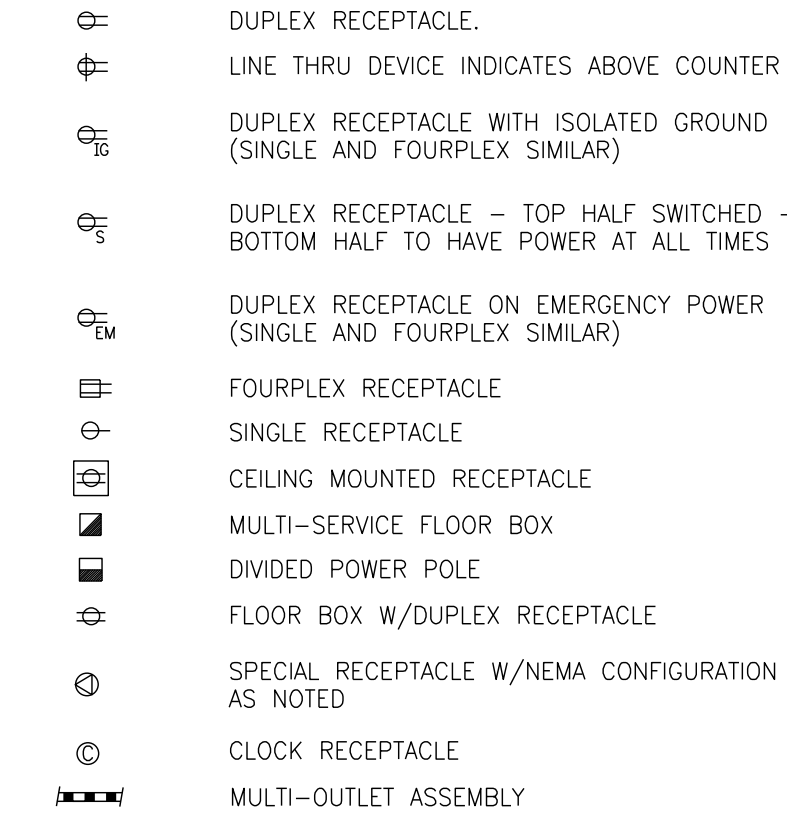 DUPLEX RECEPTACLE.
LINE THRU DEVICE INDICATES ABOVE COUNTER
IG
DUPLEX RECEPTACLE WITH ISOLATED GROUND
(SINGLE AND FOURPLEX SIMILAR)
S
DUPLEX RECEPTACLE – TOP HALF SWITCHED –
BOTTOM HALF TO HAVE POWER AT ALL TIMES
EM
DUPLEX RECEPTACLE ON EMERGENCY POWER
(SINGLE AND FOURPLEX SIMILAR)
FOURPLEX RECEPTACLE
SINGLE RECEPTACLE
CEILING MOUNTED RECEPTACLE
MULTI–SERVICE FLOOR BOX
DIVIDED POWER POLE
FLOOR BOX W/DUPLEX RECEPTACLE
SPECIAL RECEPTACLE W/NEMA CONFIGURATION
AS NOTED
C CLOCK RECEPTACLE
MULTI–OUTLET ASSEMBLY